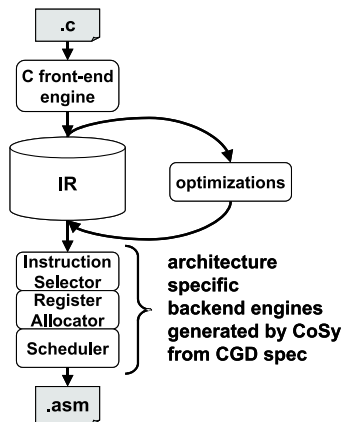 .c
C front-end
engine
IR
optimizations
Instruction
Selector
Register
Allocator
Scheduler
architecture
specific
backend engines
generated by CoSy
from CGD spec
.asm